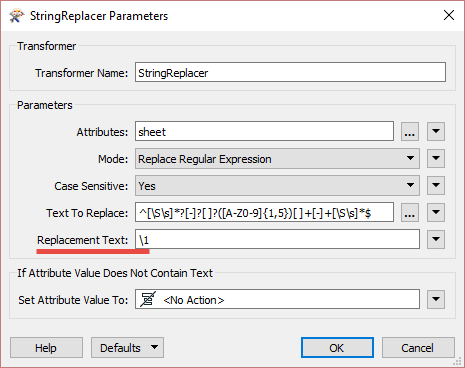 StringReplacer Parameters
Transformer
Transformer Name: StringReplacer
Parameters
Attributes: sheet ...
Mode: Replace Regular Expression
Case Sensitive: Yes
Text To Replace: ^[\S\s]*?[-]?[ ]?([A-Z0-9]{1,5})[ ]+[-]+[\S\s]*$ ...
Replacement Text: \1
If Attribute Value Does Not Contain Text
Set Attribute Value To: <No Action>
Help Defaults OK Cancel